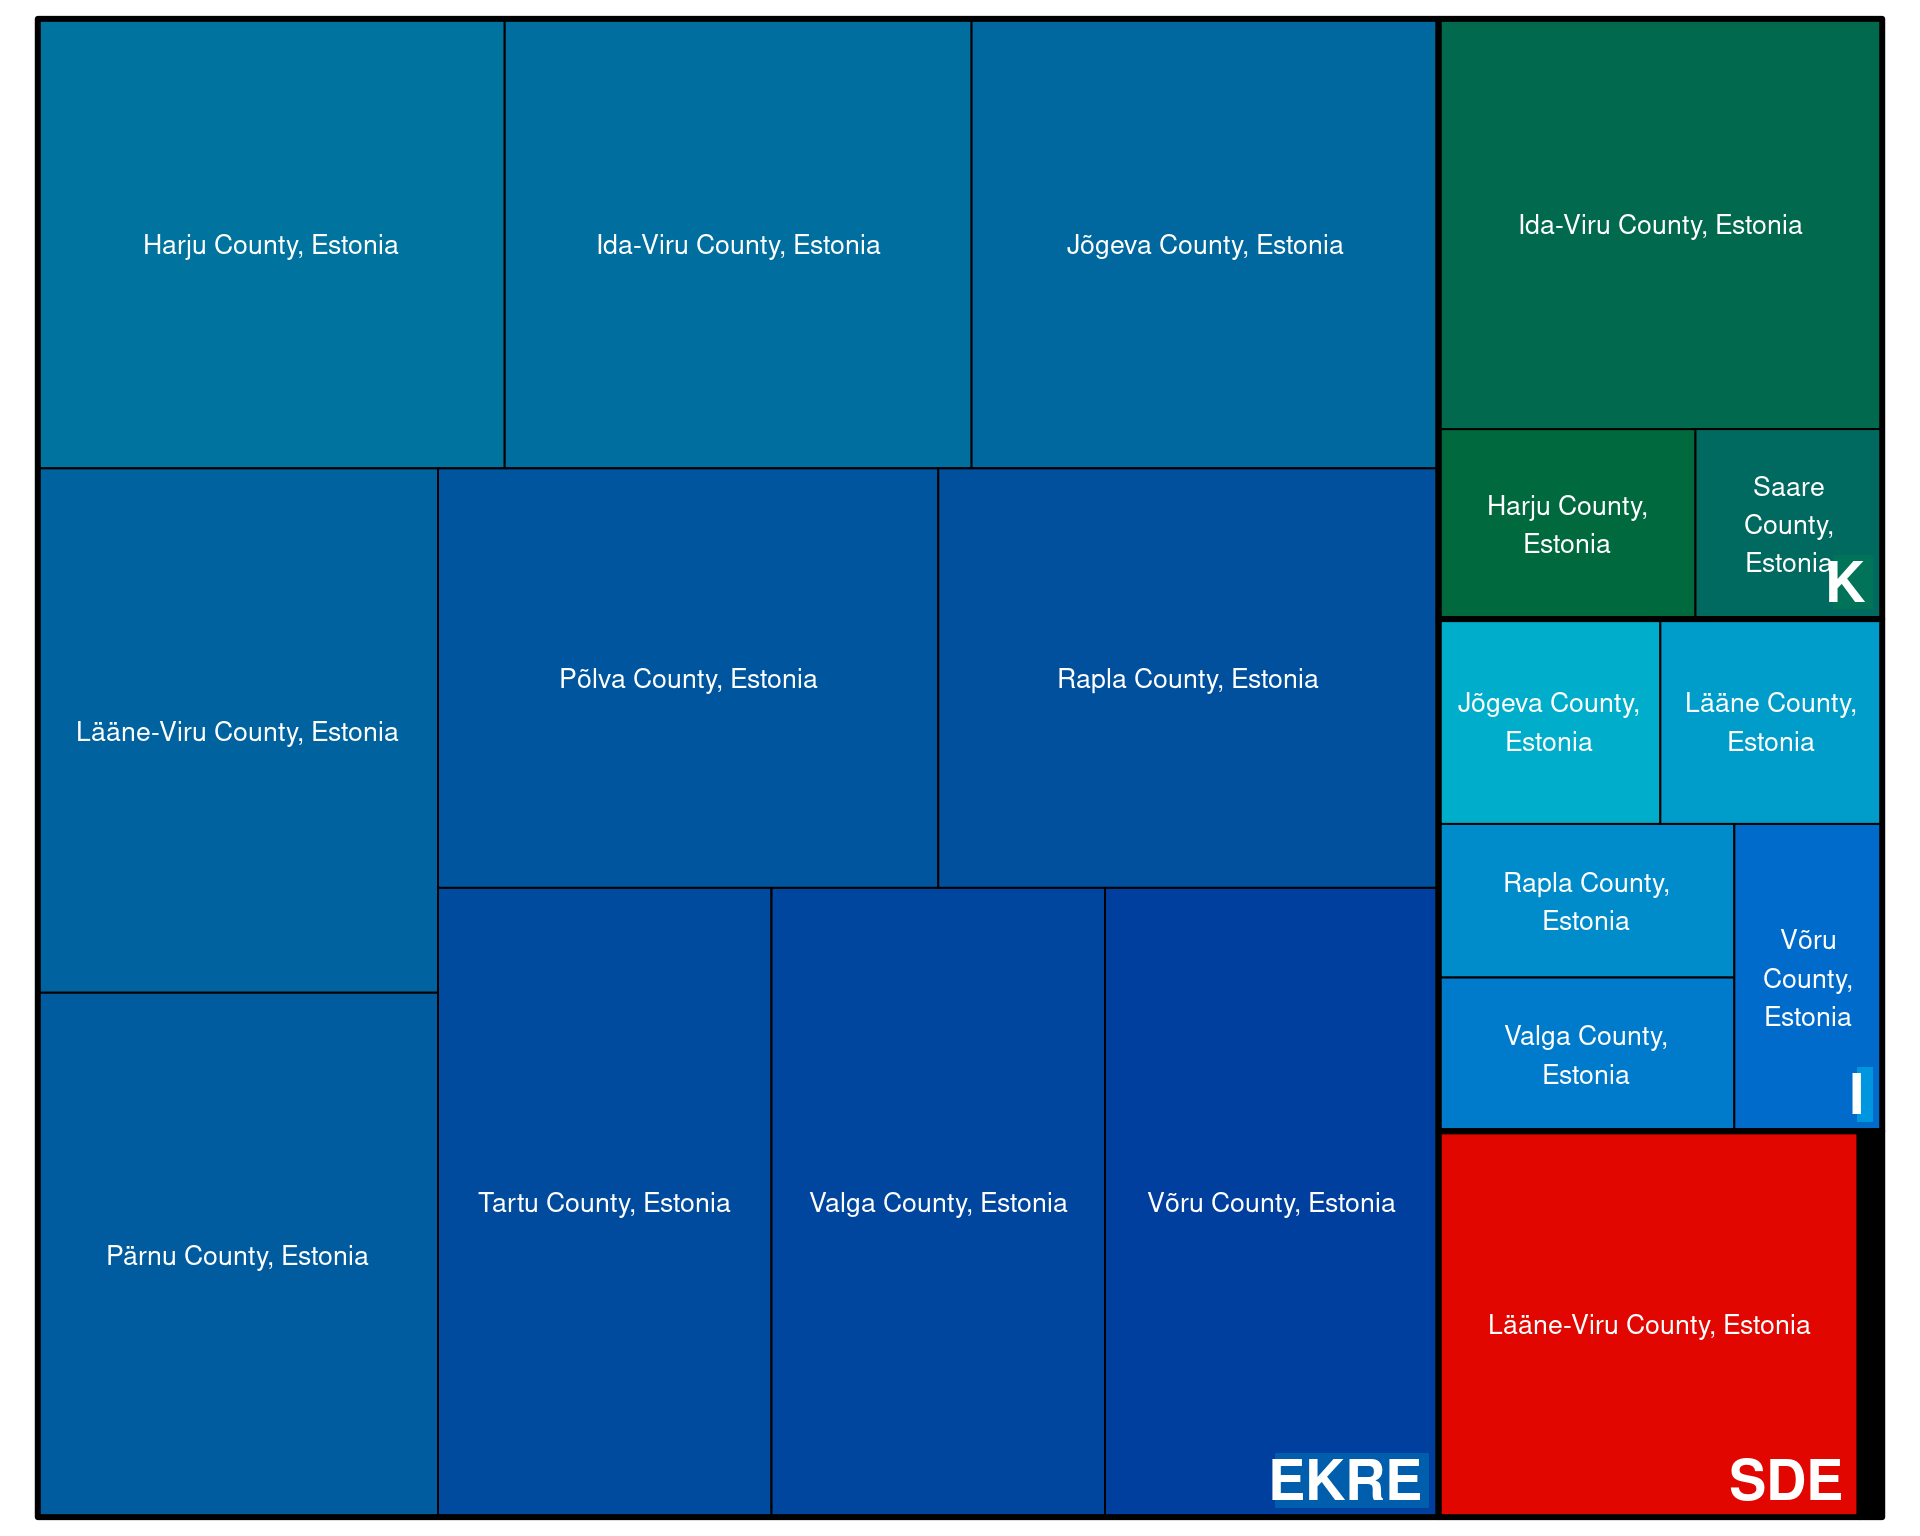 Harju County, Estonia
Ida-Viru County, Estonia
Jõgeva County, Estonia
Lääne-Viru County, Estonia
Põlva County, Estonia
Rapla County, Estonia
Pärnu County, Estonia
Tartu County, Estonia
Valga County, Estonia
Võru County, Estonia
EKRE
Ida-Viru County, Estonia
Harju County,
Estonia
Saare
County,
Estonia
K
Jõgeva County,
Estonia
Lääne County,
Estonia
Rapla County,
Estonia
Valga County,
Estonia
Võru
County,
Estonia
I
Lääne-Viru County, Estonia
SDE